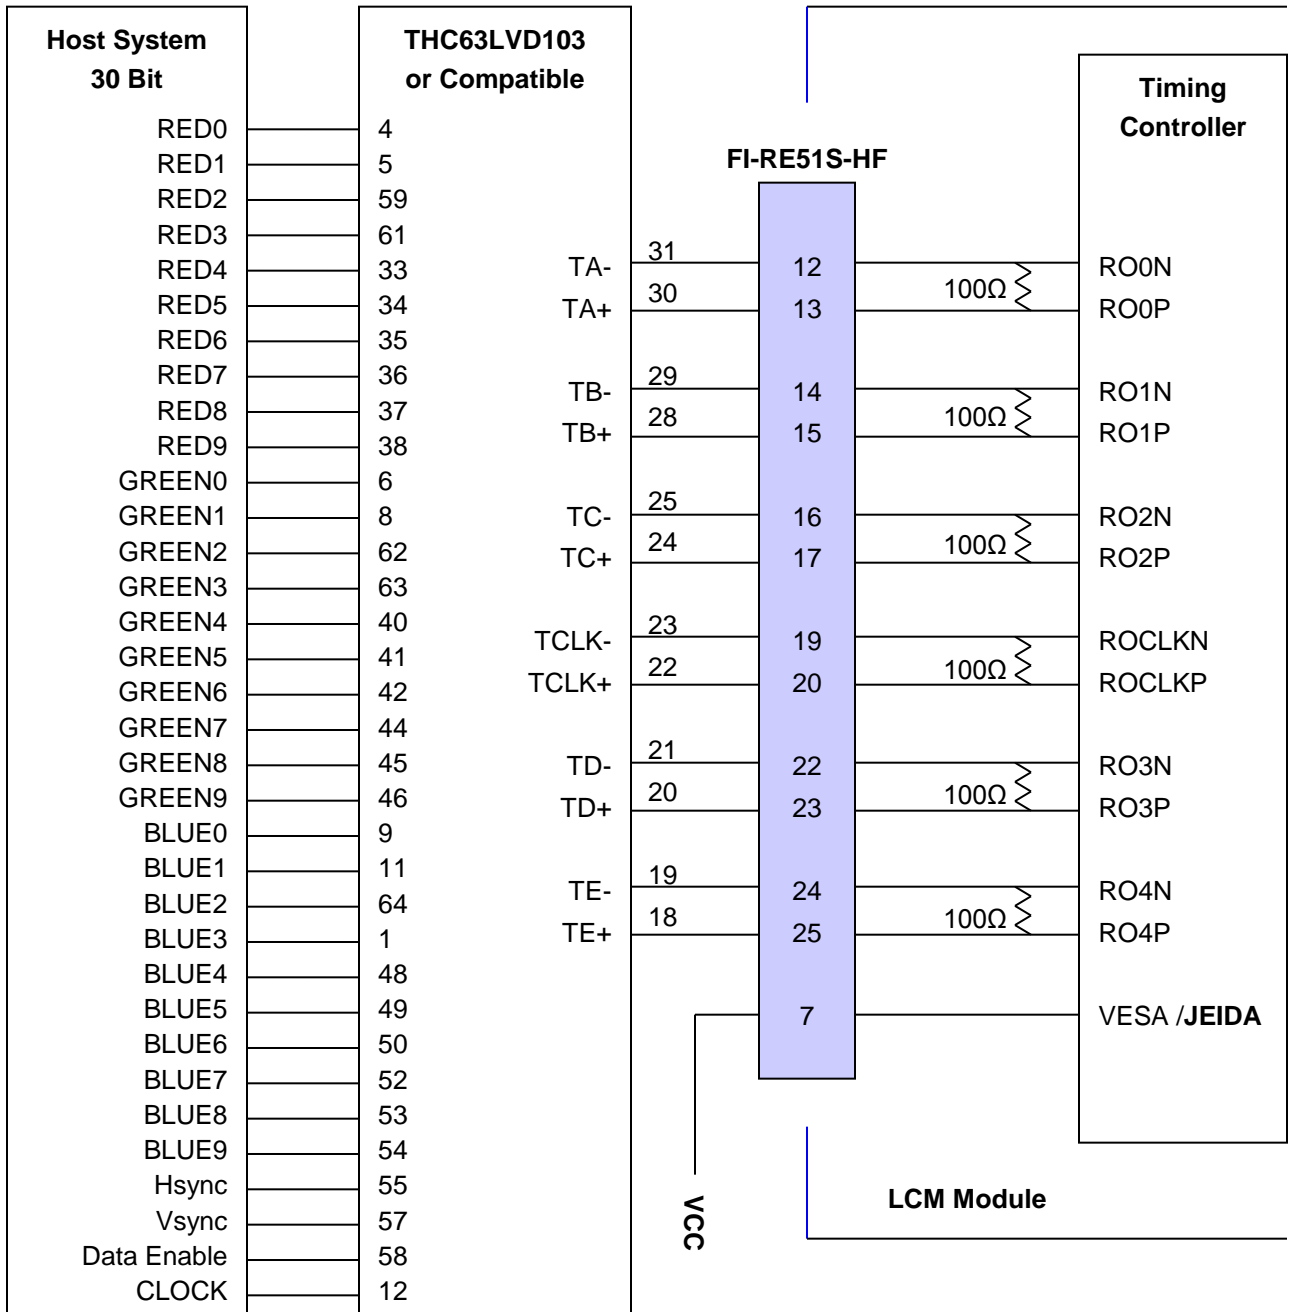 Host System
30 Bit
RED0
RED1
RED2
RED3
RED4
RED5
RED6
RED7
RED8
RED9
GREEN0
GREEN1
GREEN2
GREEN3
GREEN4
GREEN5
GREEN6
GREEN7
GREEN8
GREEN9
BLUE0
BLUE1
BLUE2
BLUE3
BLUE4
BLUE5
BLUE6
BLUE7
BLUE8
BLUE9
Hsync
Vsync
Data Enable
CLOCK
THC63LVD103
or Compatible
4
5
59
61
33
34
35
36
37
38
6
8
62
63
40
41
42
44
45
46
9
11
64
1
48
49
50
52
53
54
55
57
58
12
TA-
TA+
TB-
TB+
TC-
TC+
TCLK-
TCLK+
TD-
TD+
TE-
TE+
31
30
29
28
25
24
23
22
21
20
19
18
VCC
FI-RE51S-HF
12
13
14
15
16
17
19
20
22
23
24
25
7
100Ω
100Ω
100Ω
100Ω
100Ω
100Ω
Timing
Controller
RO0N
RO0P
RO1N
RO1P
RO2N
RO2P
ROCLKN
ROCLKP
RO3N
RO3P
RO4N
RO4P
VESA /JEIDA
LCM Module